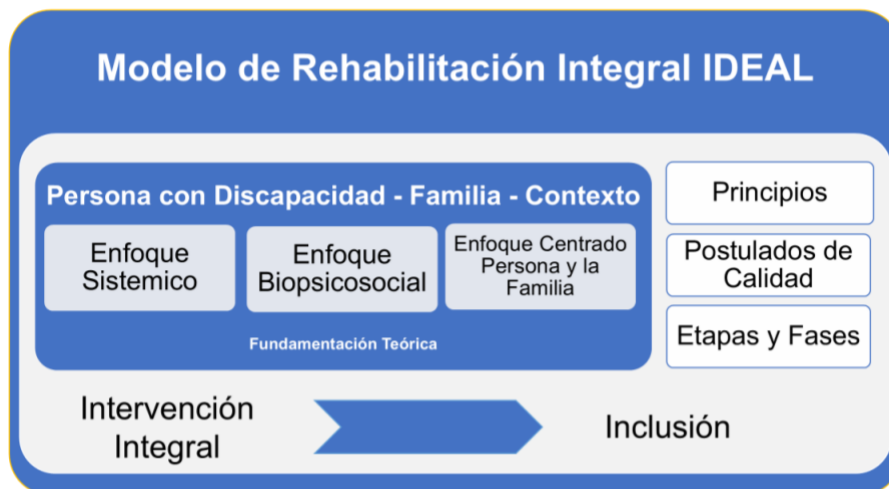 Modelo de Rehabilitación Integral IDEAL
Persona con Discapacidad - Familia - Contexto
Enfoque
Sistemico
Enfoque
Biopsicosocial
Enfoque Centrado
Persona y la
Familia
Fundamentación Teórica
Principios
Postulados de
Calidad
Etapas y Fases
Intervención
Integral
Inclusión